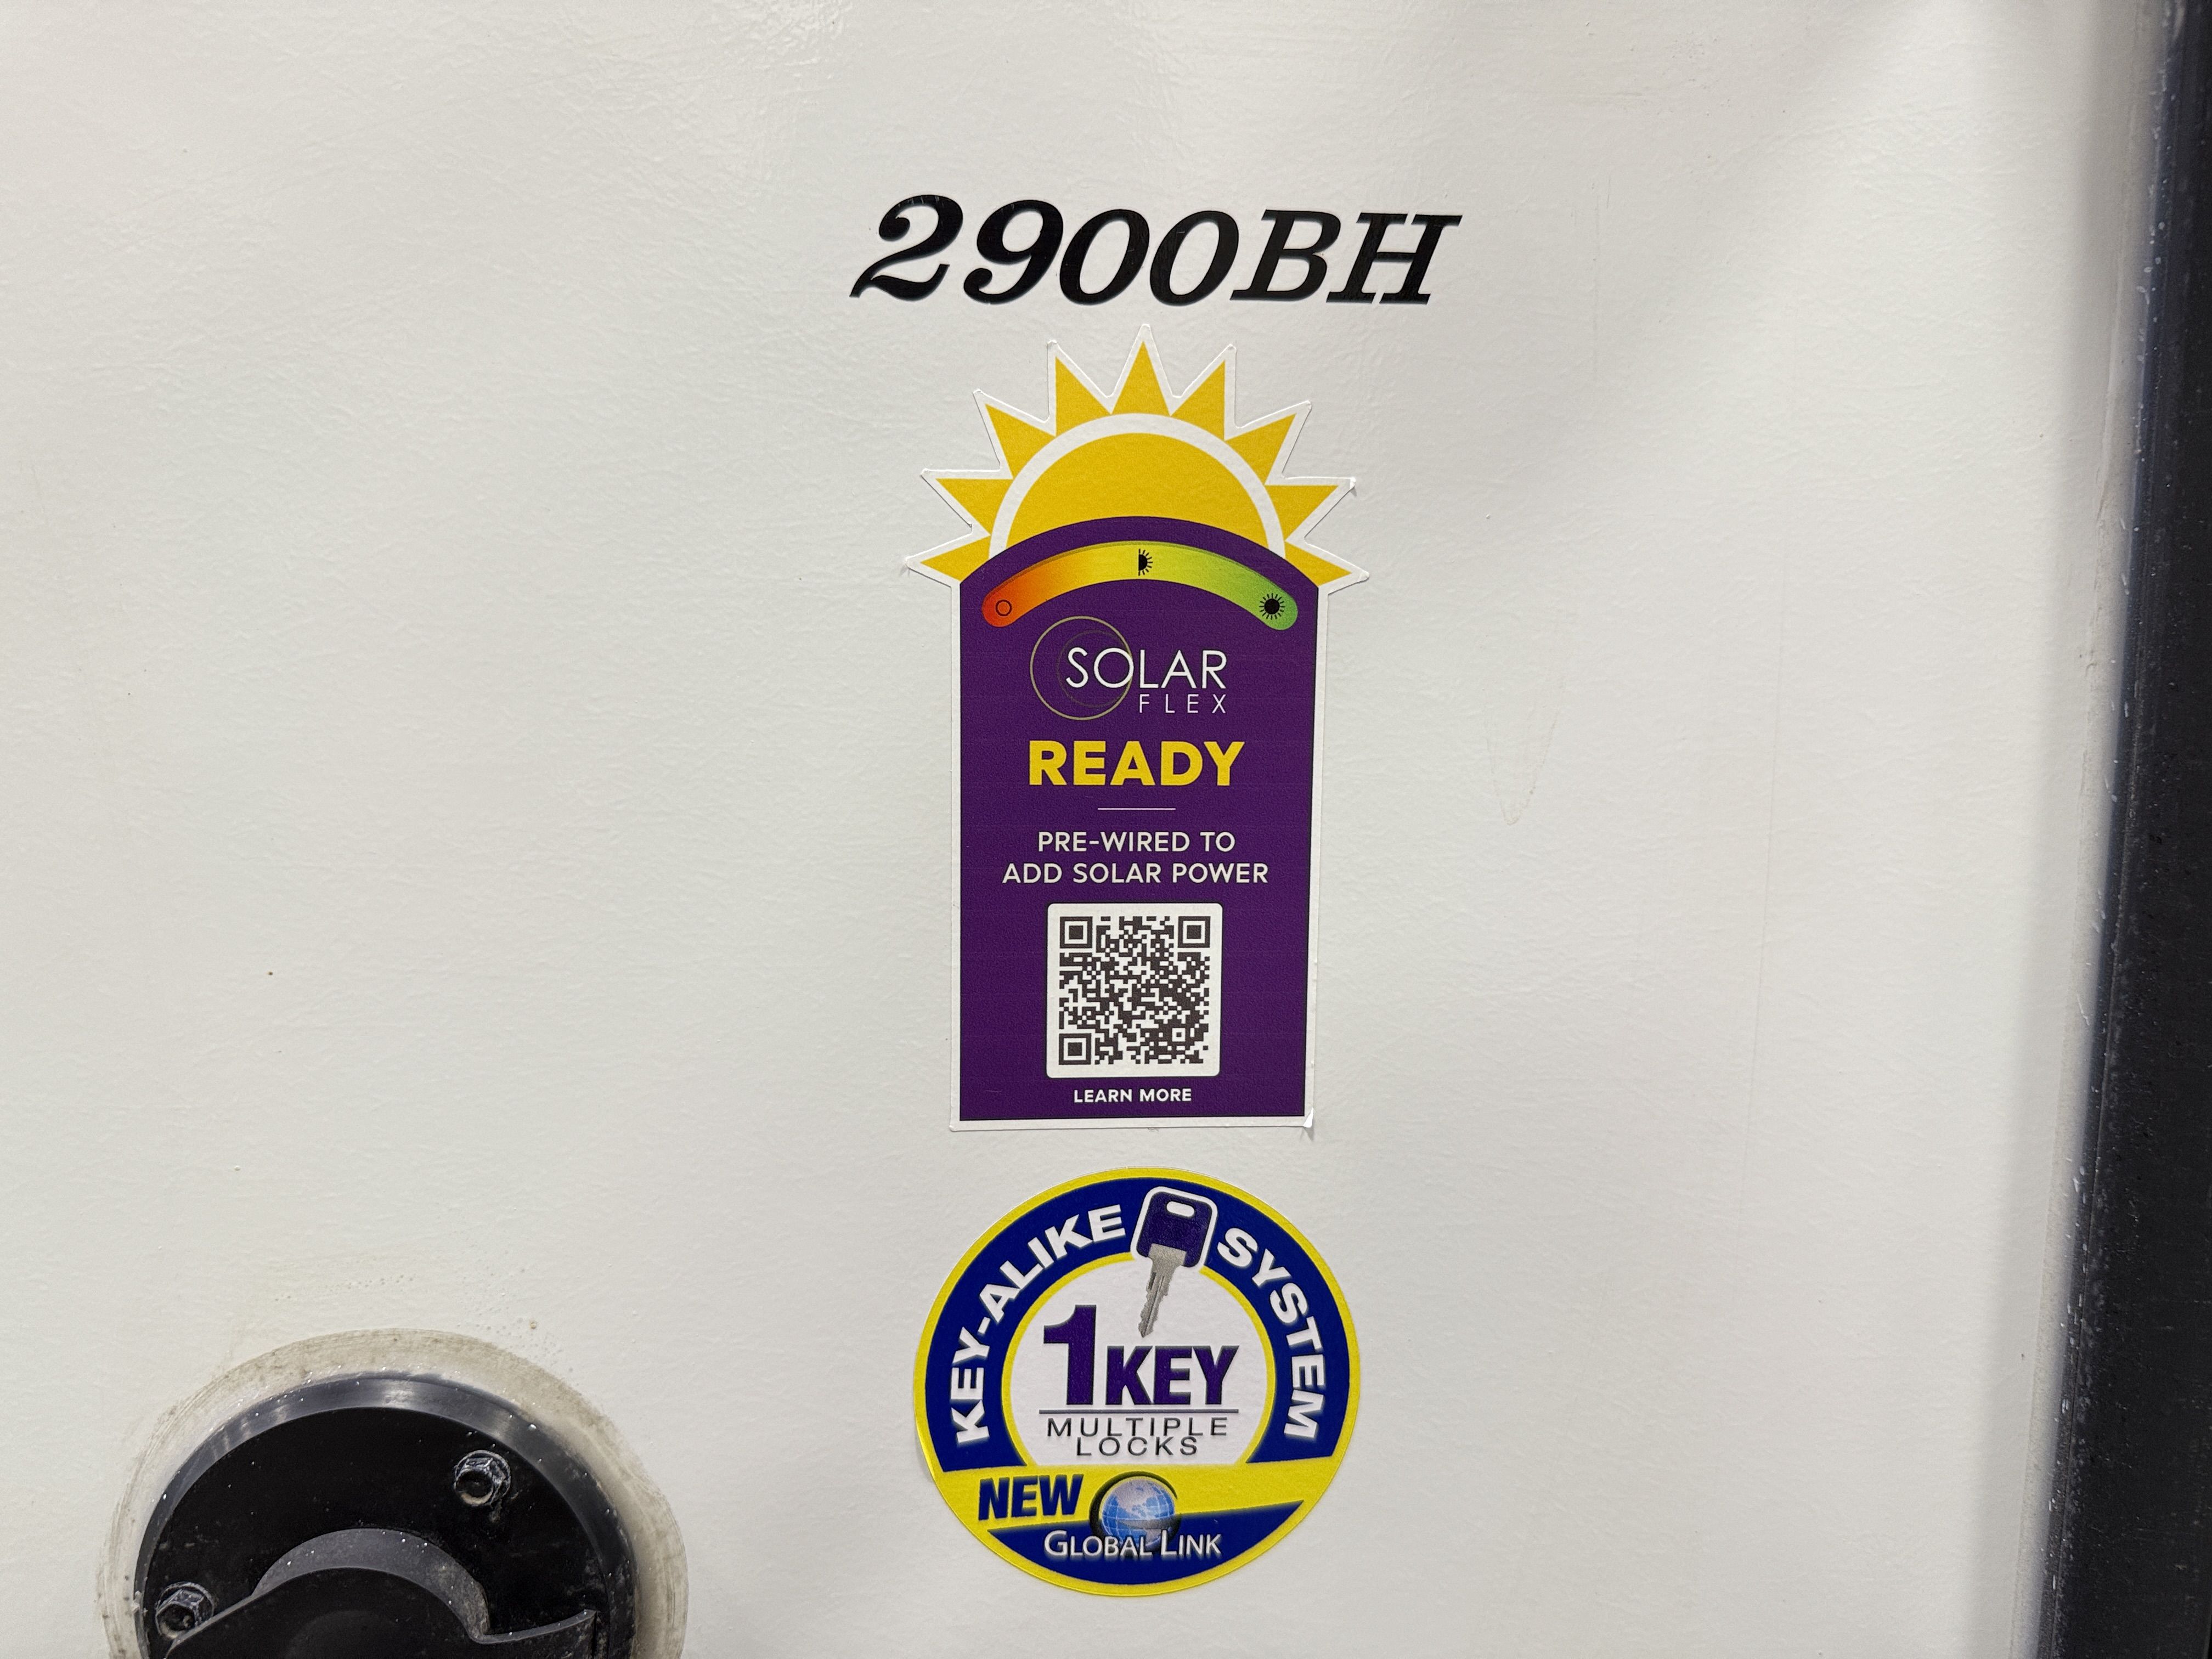 2900BH
SOLAR
FLEX
READY
PRE-WIRED TO
ADD SOLAR POWER
LEARN MORE
KEY-ALIKE SYSTEM
1KEY
MULTIPLE
LOCKS
NEW
GLOBAL LINK